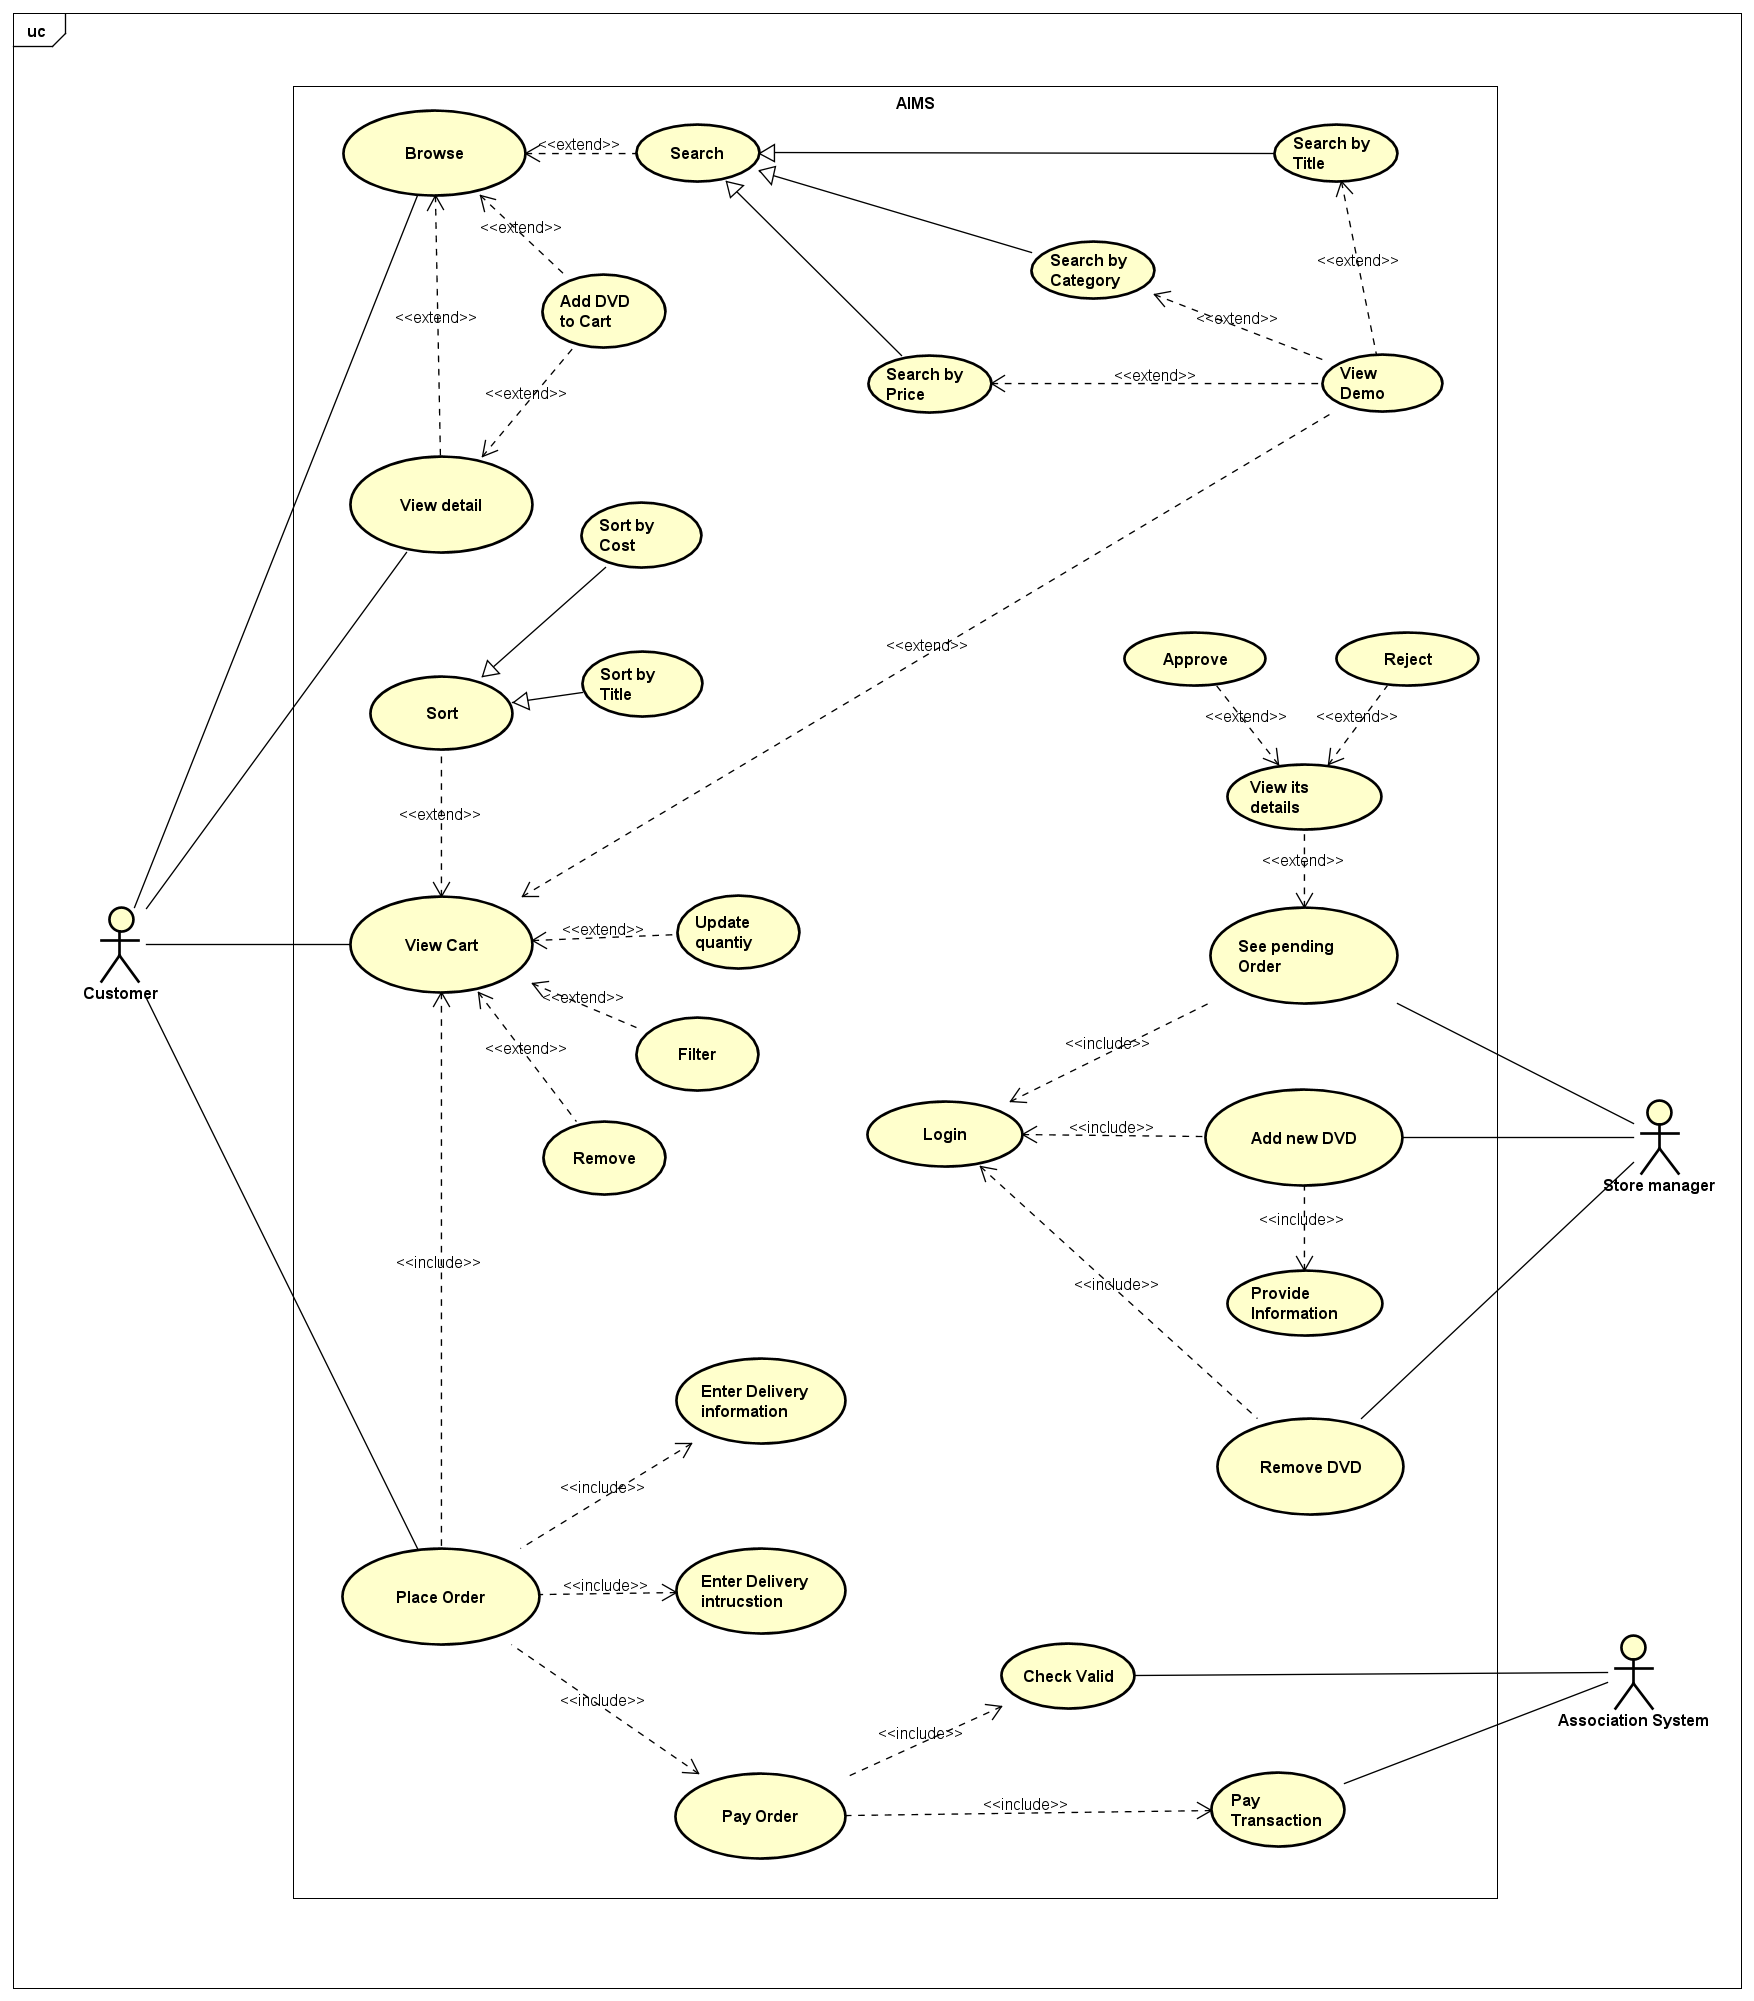 uc
AIMS
Browse
<<extend>>
Search
Search by
Title
<<extend>>
Search by
Category
<<extend>>
Add DVD
to Cart
<<extend>>
<<extend>>
<<extend>>
Search by
Price
<<extend>>
View
Demo
<<extend>>
View detail
Sort by
Cost
<<extend>>
Approve
Reject
Sort by
Title
Sort
<<extend>>
<<extend>>
View its
details
<<extend>>
<<extend>>
View Cart
<<extend>>
Update
quantiy
See pending
Order
Customer
<<extend>>
<<extend>>
Filter
<<include>>
Login
<<include>>
Add new DVD
Remove
Store manager
<<include>>
<<include>>
<<include>>
Provide
Information
Enter Delivery
information
Remove DVD
<<include>>
Place Order
<<include>>
Enter Delivery
intrucstion
Check Valid
<<include>>
Association System
<<include>>
Pay Order
<<include>>
Pay
Transaction